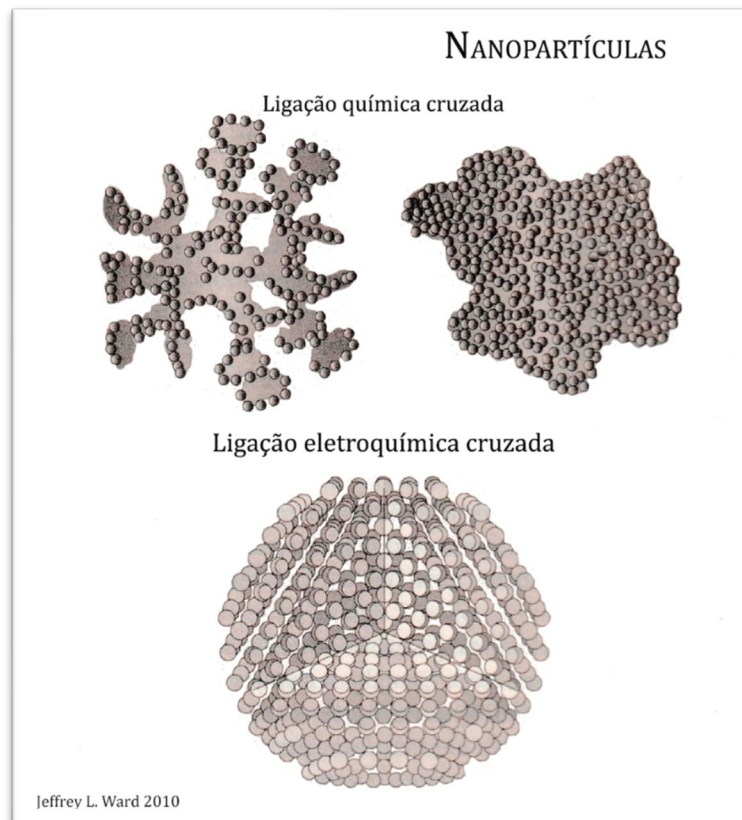 NANOPARTÍCULAS
Ligação química cruzada
Ligação eletroquímica cruzada
Jeffrey L. Ward 2010